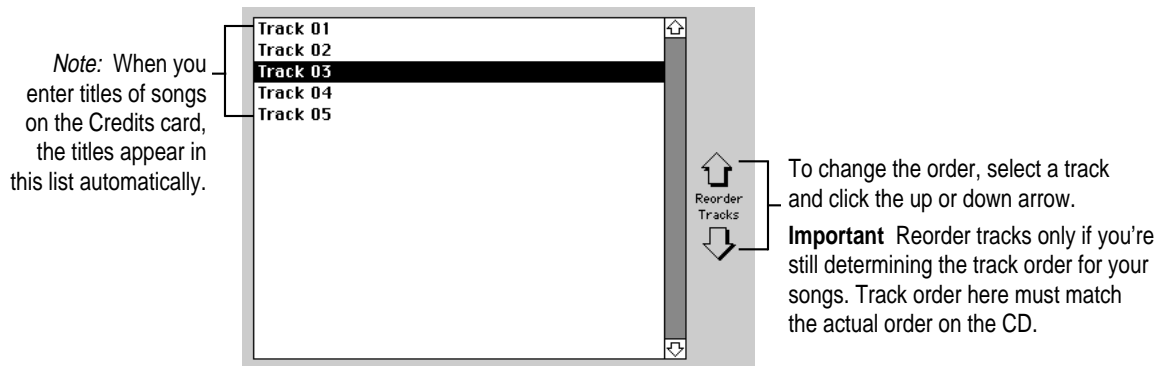 Note: When you
enter titles of songs
on the Credits card,
the titles appear in
this list automatically.
Track 01
Track 02
Track 03
Track 04
Track 05
Reorder
Tracks
To change the order, select a track
and click the up or down arrow.
Important Reorder tracks only if you're
still determining the track order for your
songs. Track order here must match
the actual order on the CD.